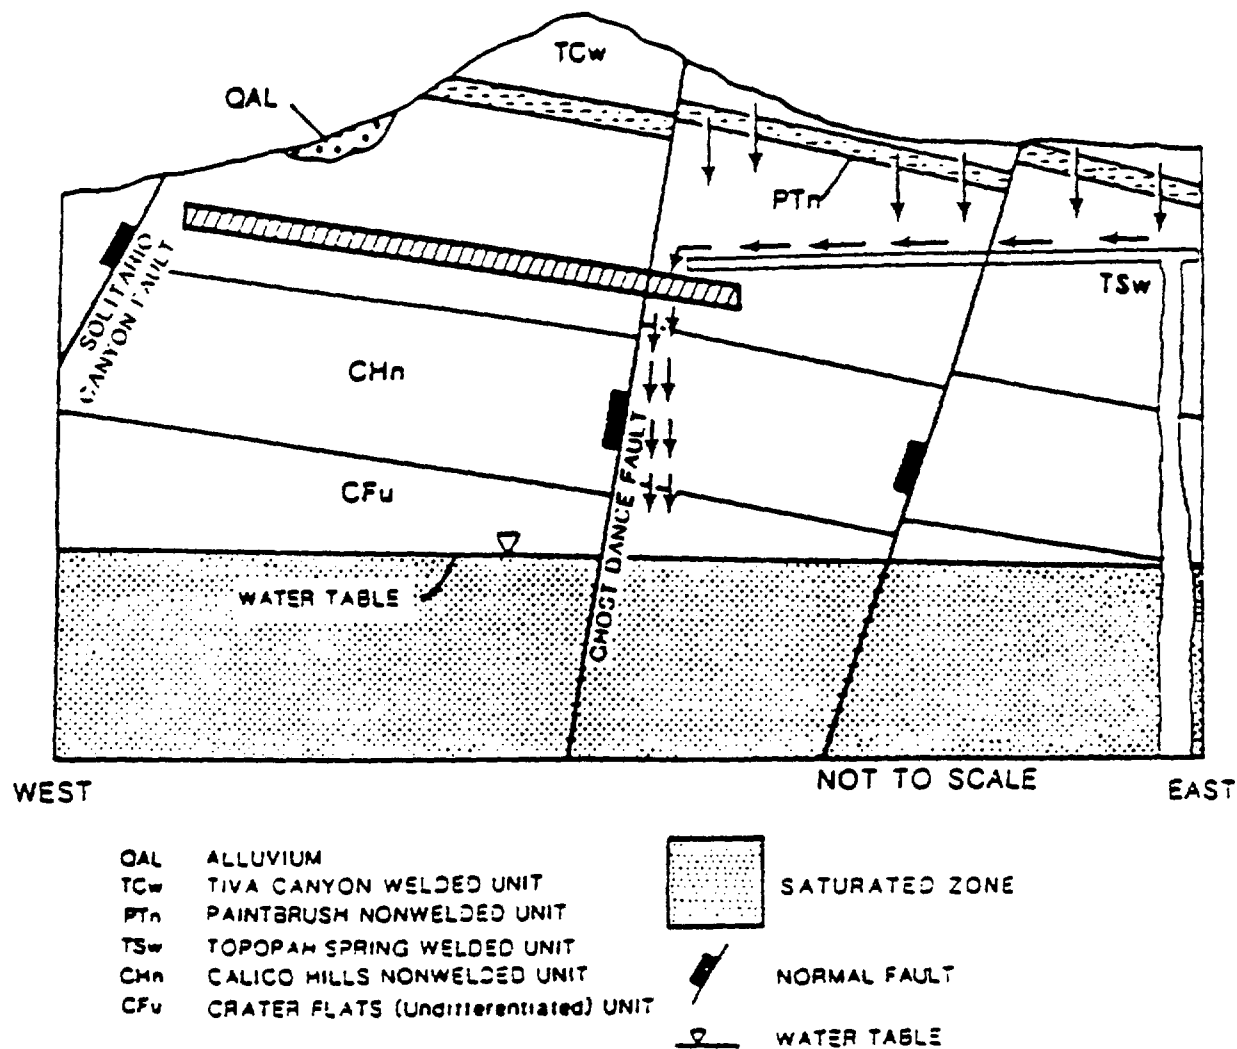 TCw
QAL
PTn
TSw
SOLITARIO
CANYON FAULT
CHn
GHOST DANCE FAULT
CFu
WATER TABLE
WEST
NOT TO SCALE
EAST
QAL ALLUVIUM
TCw TIVA CANYON WELDED UNIT
PTn PAINTBRUSH NONWELDED UNIT
TSw TOPOPAH SPRING WELDED UNIT
CHn CALICO HILLS NONWELDED UNIT
CFu CRATER FLATS (Undifferentiated) UNIT
SATURATED ZONE
NORMAL FAULT
WATER TABLE